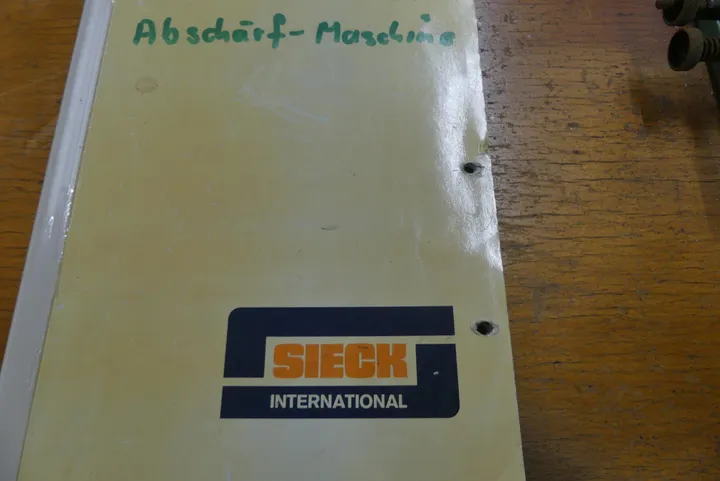 Abschärf-Maschine
SIECK
INTERNATIONAL